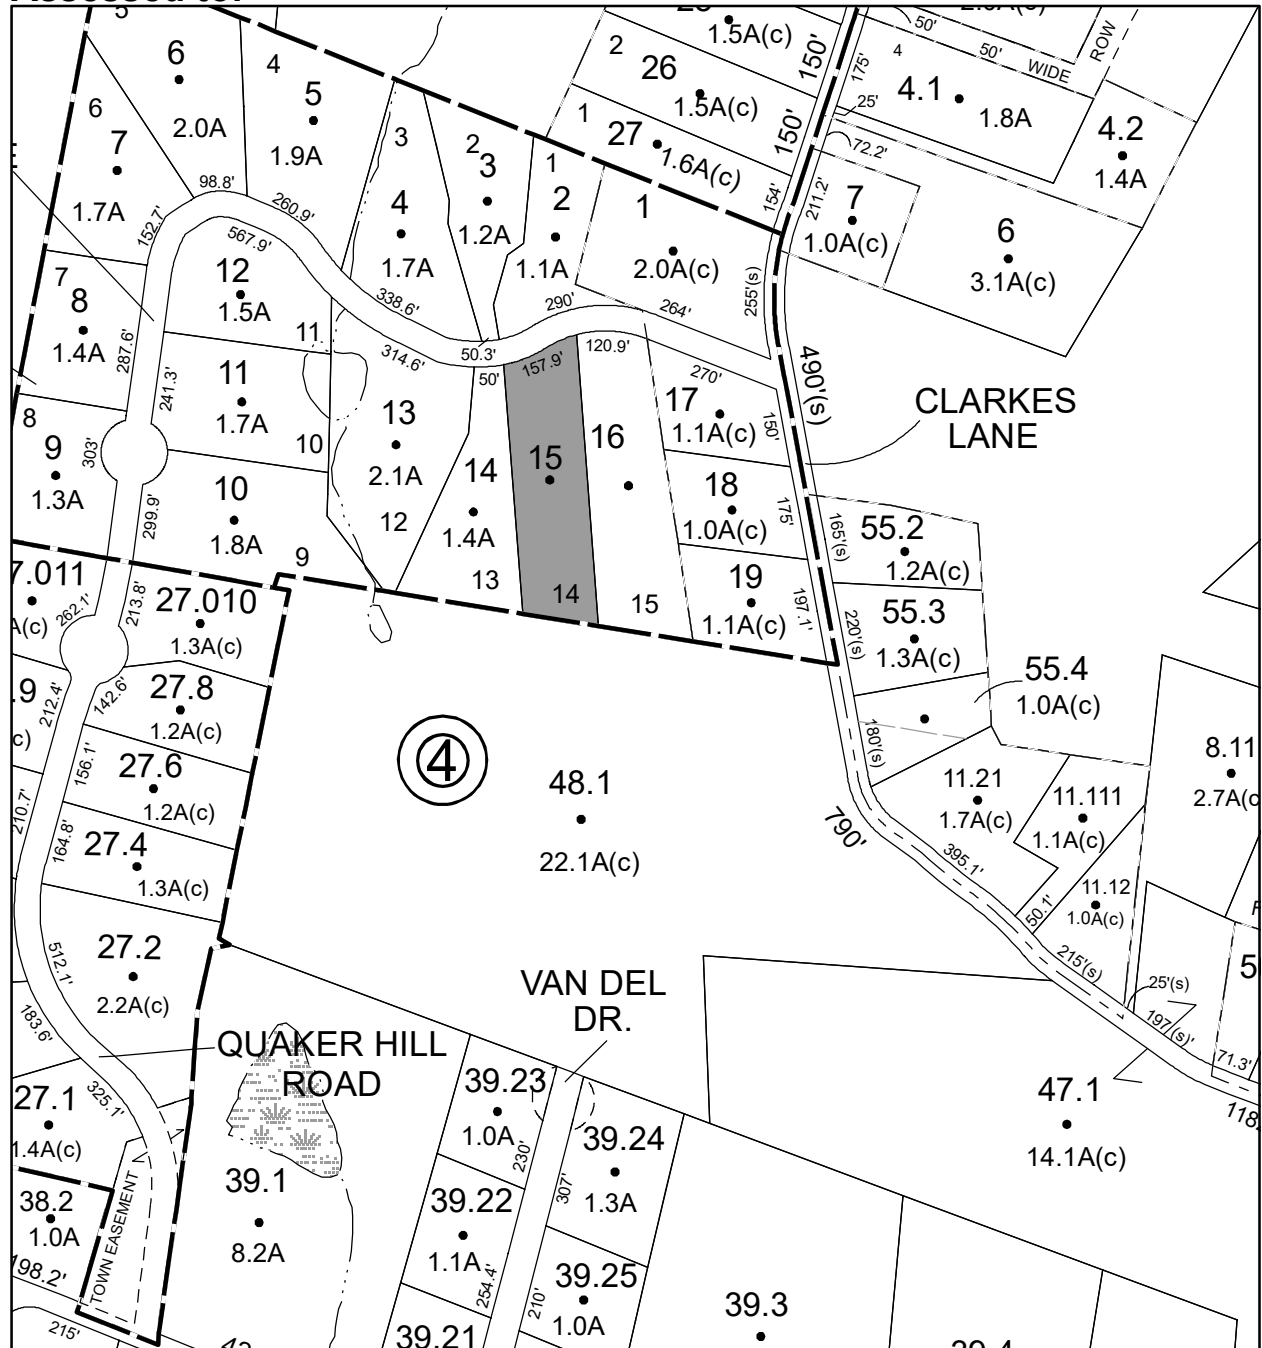 5
6
2.0A
4
5
1.9A
6
7
1.7A
3
4
1.7A
2
3
1.2A
1
2
1.1A
1
2.0A(c)
1.5A(c)
2
26
1.5A(c)
1
27
1.6A(c)
150'
150'
154'
175'
25'
50'
50'
WIDE
ROW
4
4.1
1.8A
4.2
1.4A
72.2'
211.2'
7
1.0A(c)
6
3.1A(c)
98.8'
260.9'
152.7'
567.9'
338.6'
314.6'
290'
264'
255'(s)
50.3'
50'
157.9'
120.9'
270'
490'(s)
7
8
1.4A
287.6'
241.3'
12
1.5A
11
11
1.7A
10
8
9
1.3A
303'
299.9'
10
1.8A
9
13
2.1A
12
14
1.4A
13
15
14
16
15
17
1.1A(c)
150'
18
1.0A(c)
175'
19
1.1A(c)
197.1'
CLARKES
LANE
165'(s)
55.2
1.2A(c)
220'(s)
55.3
1.3A(c)
55.4
1.0A(c)
180'(s)
7.011
262.1'
213.8'
27.010
1.3A(c)
142.6'
212.4'
27.8
1.2A(c)
156.1'
27.6
1.2A(c)
210.7'
164.8'
27.4
1.3A(c)
27.2
2.2A(c)
512.1'
183.6'
325.1'
4
48.1
22.1A(c)
790'
395.1'
11.21
1.7A(c)
11.111
1.1A(c)
8.11
2.7A(c
11.12
1.0A(c)
50.1'
215'(s)
25'(s)
197'(s)'
71.3'
118.
47.1
14.1A(c)
VAN DEL
DR.
QUAKER HILL
ROAD
27.1
1.4A(c)
38.2
1.0A
198.2'
215'
TOWN EASEMENT
39.1
8.2A
39.23
1.0A
230'
39.24
1.3A
307'
39.22
1.1A
254.4'
39.25
1.0A
210'
39.21
39.3